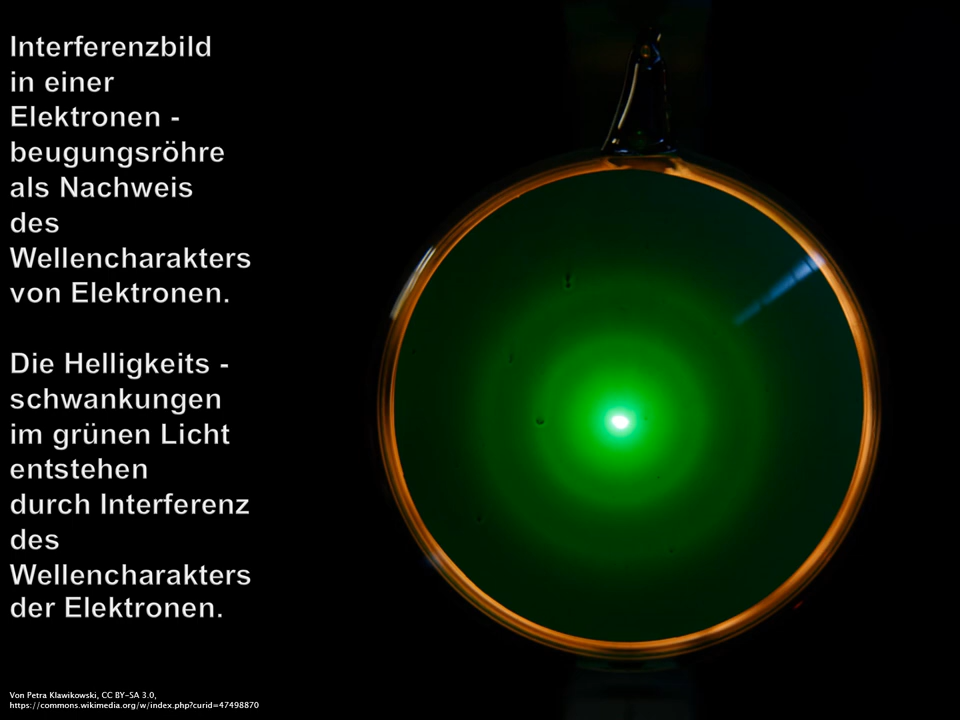 Interferenzbild
in einer
Elektronen -
beugungsröhre
als Nachweis
des
Wellencharakters
von Elektronen.
Die Helligkeits -
schwankungen
im grünen Licht
entstehen
durch Interferenz
des
Wellencharakters
der Elektronen.
Von Petra Klawikowski, CC BY-SA 3.0,
https://commons.wikimedia.org/w/index.php?curid=47498870